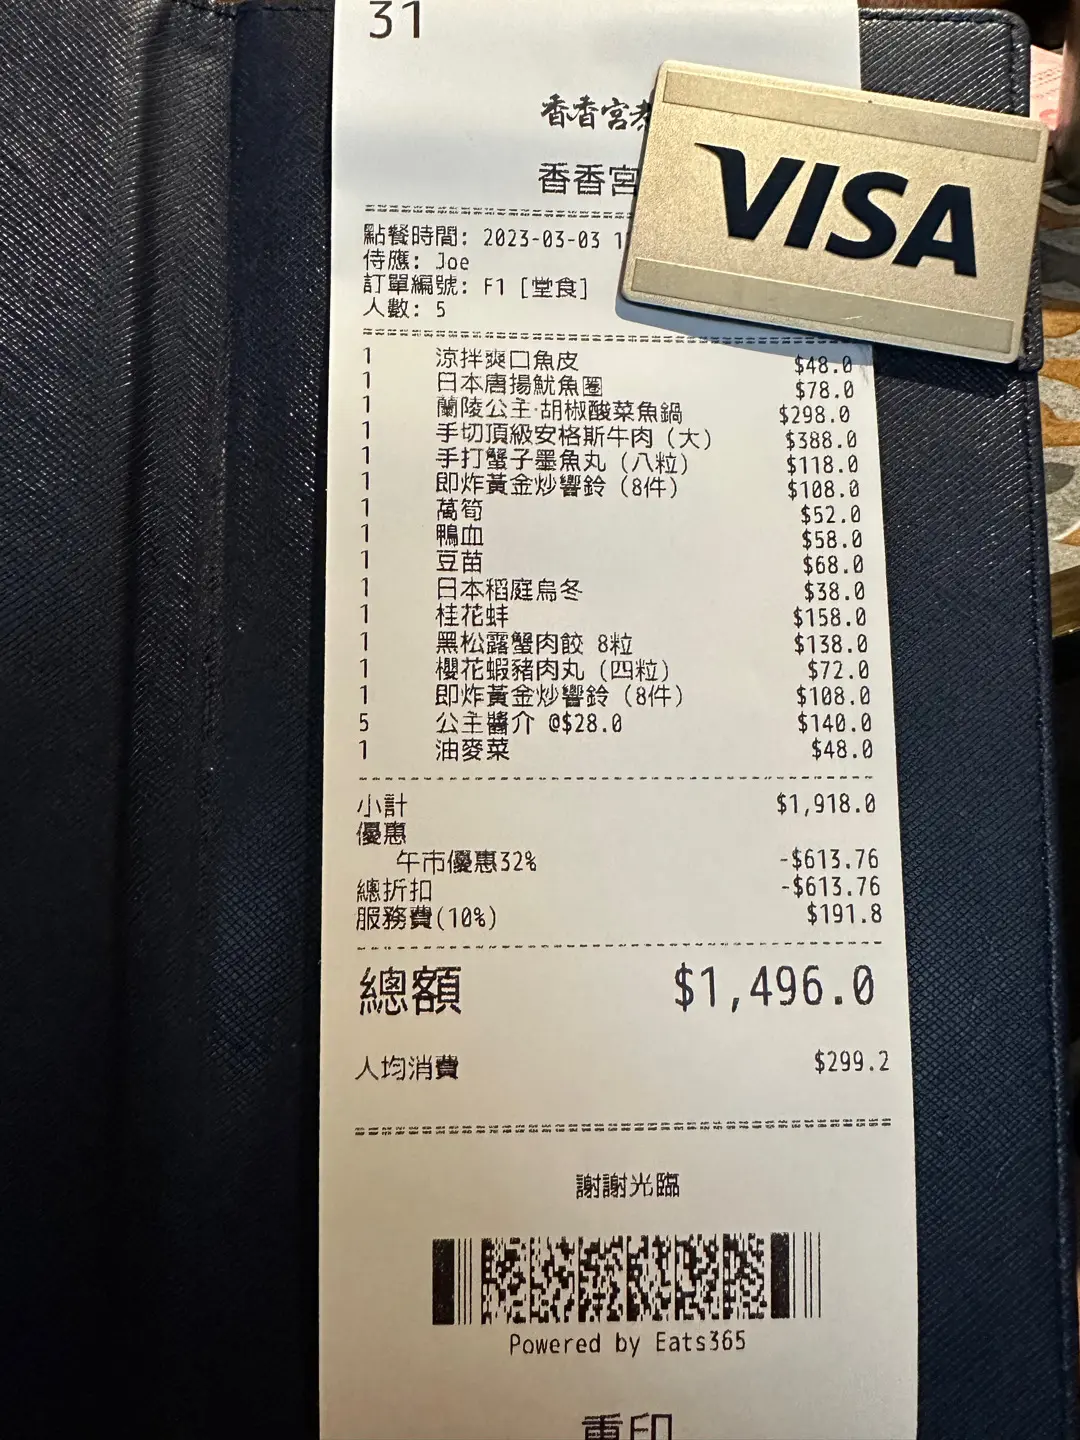 31
香香宮
香香宮
VISA
點餐時間: 2023-03-03
侍應: Joe
訂單編號: F1 [堂食]
人數: 5
1 涼拌爽口魚皮 $48.0
1 日本唐揚魷魚圈 $78.0
1 蘭陵公主·胡椒酸菜魚鍋 $298.0
1 手切頂級安格斯牛肉 (大) $388.0
1 手打蟹子墨魚丸 (八粒) $118.0
1 即炸黃金炒響鈴 (8件) $108.0
1 萵筍 $52.0
1 鴨血 $58.0
1 豆苗 $68.0
1 日本稻庭烏冬 $38.0
1 桂花蚌 $158.0
1 黑松露蟹肉餃 8粒 $138.0
1 櫻花蝦豬肉丸 (四粒) $72.0
1 即炸黃金炒響鈴 (8件) $108.0
5 公主醬介 @$28.0 $140.0
1 油麥菜 $48.0
小計 $1,918.0
優惠
午市優惠32% -$613.76
總折扣 -$613.76
服務費(10%) $191.8
總額 $1,496.0
人均消費 $299.2
謝謝光臨
Powered by Eats365
重印